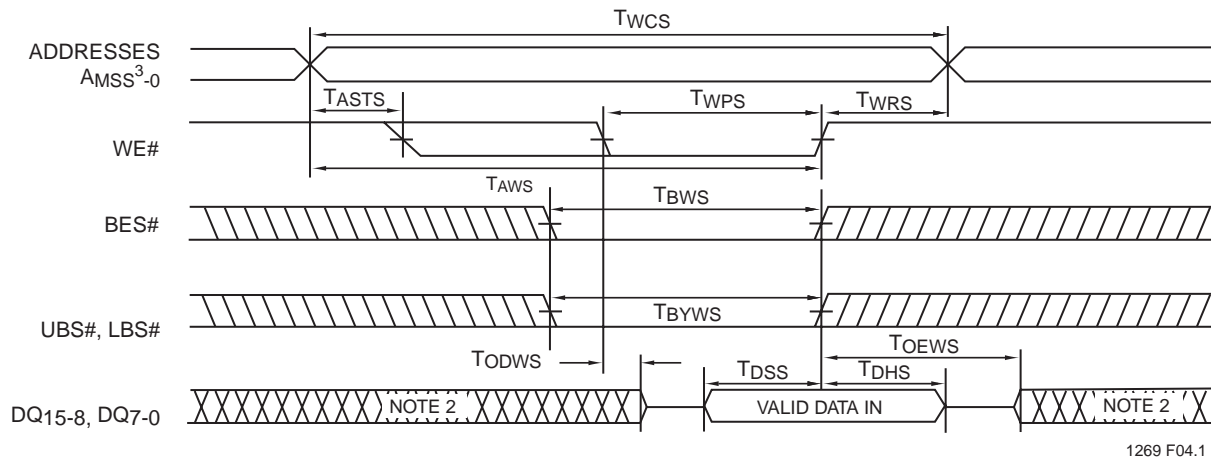 TWCS
ADDRESSES
AMSS3-0
TASTS
TWPS
TWRS
WE#
TAWS
TBWS
BES#
TBYWS
UBS#, LBS#
TODWS
TOEWS
TDSS
TDHS
DQ15-8, DQ7-0
NOTE 2
VALID DATA IN
NOTE 2
1269 F04.1